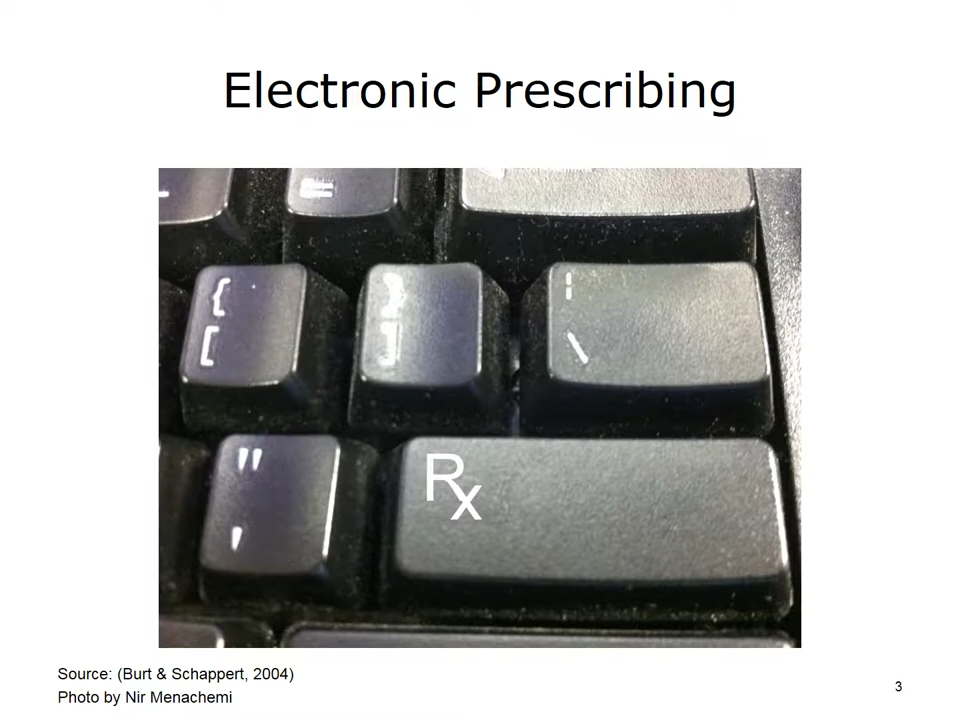 Electronic Prescribing
=
{
[
}
]
¦
\
"
'
Rx
Source: (Burt & Schappert, 2004)
Photo by Nir Menachemi
3